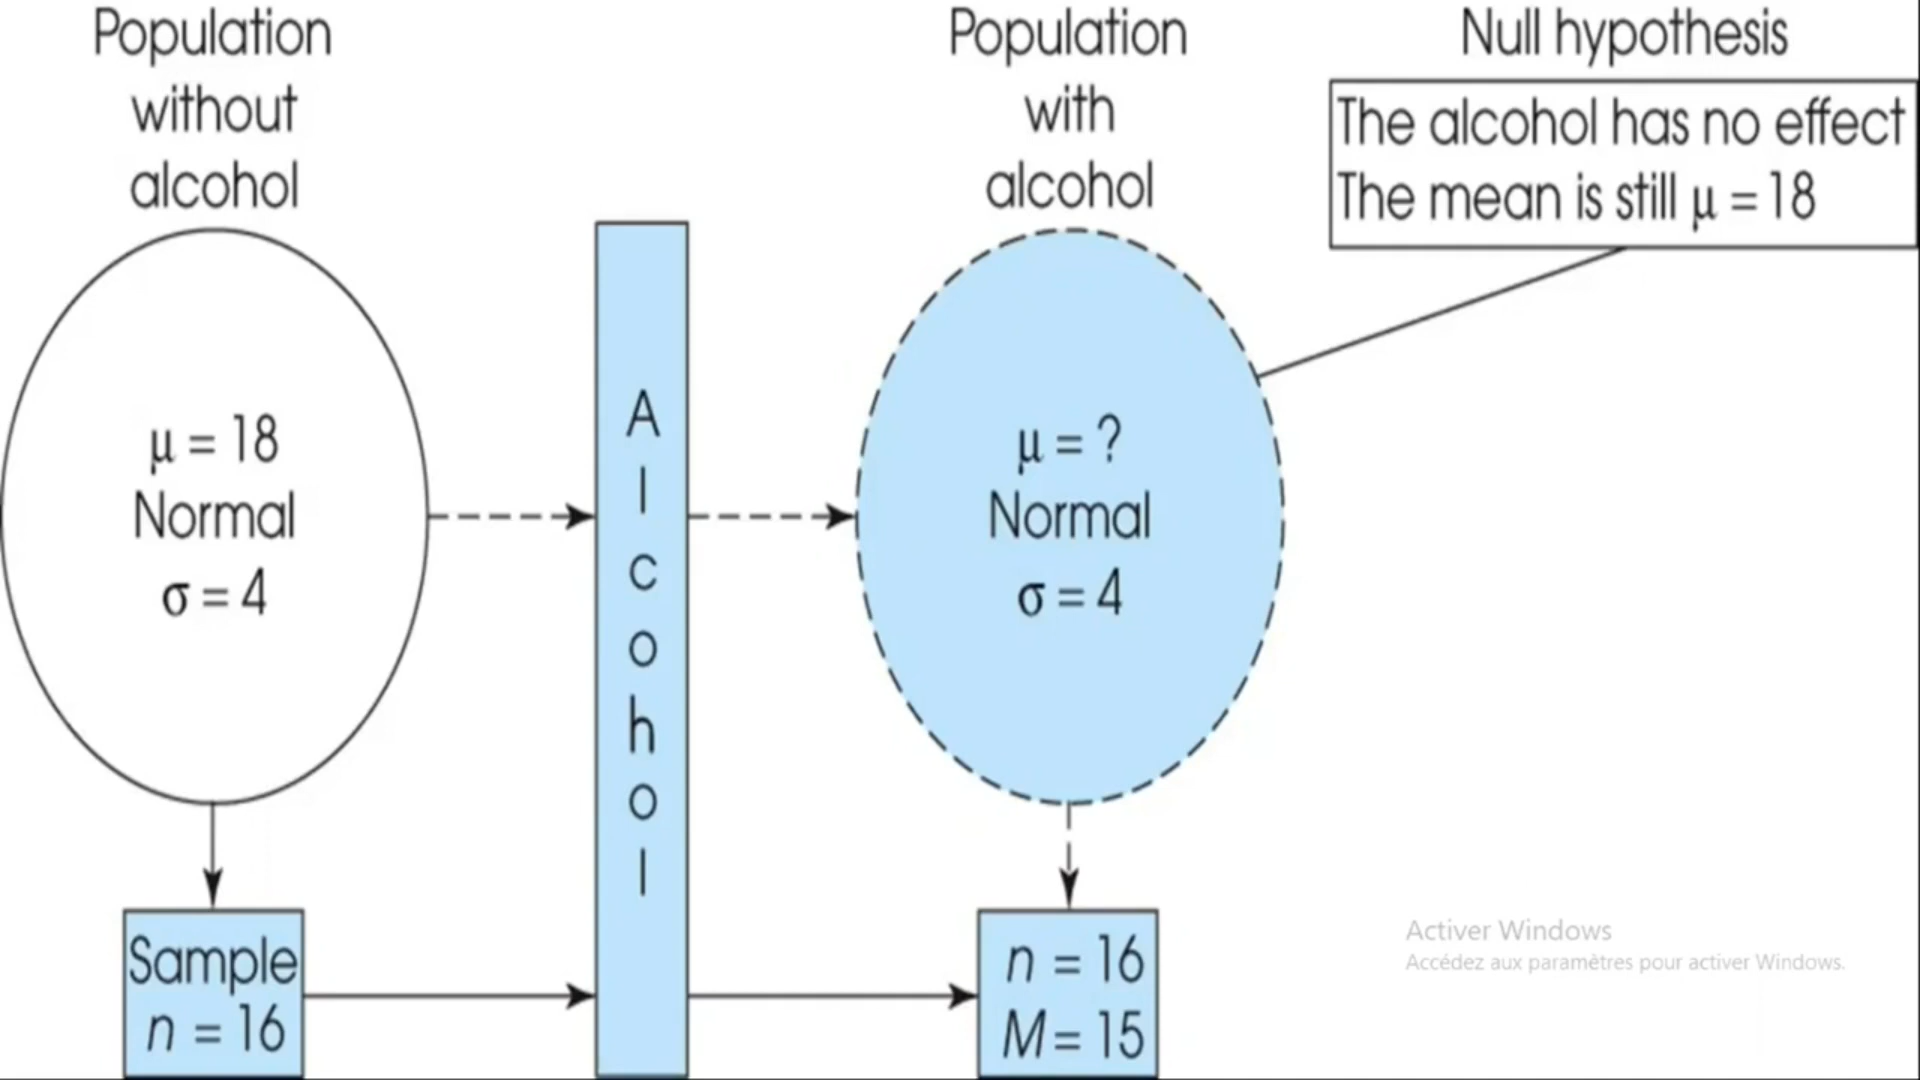 Population
without
alcohol
μ = 18
Normal
σ = 4
Sample
n = 16
Alcohol
Population
with
alcohol
μ = ?
Normal
σ = 4
n = 16
M = 15
Null hypothesis
The alcohol has no effect
The mean is still μ = 18
Activer Windows
Accédez aux paramètres pour activer Windows.